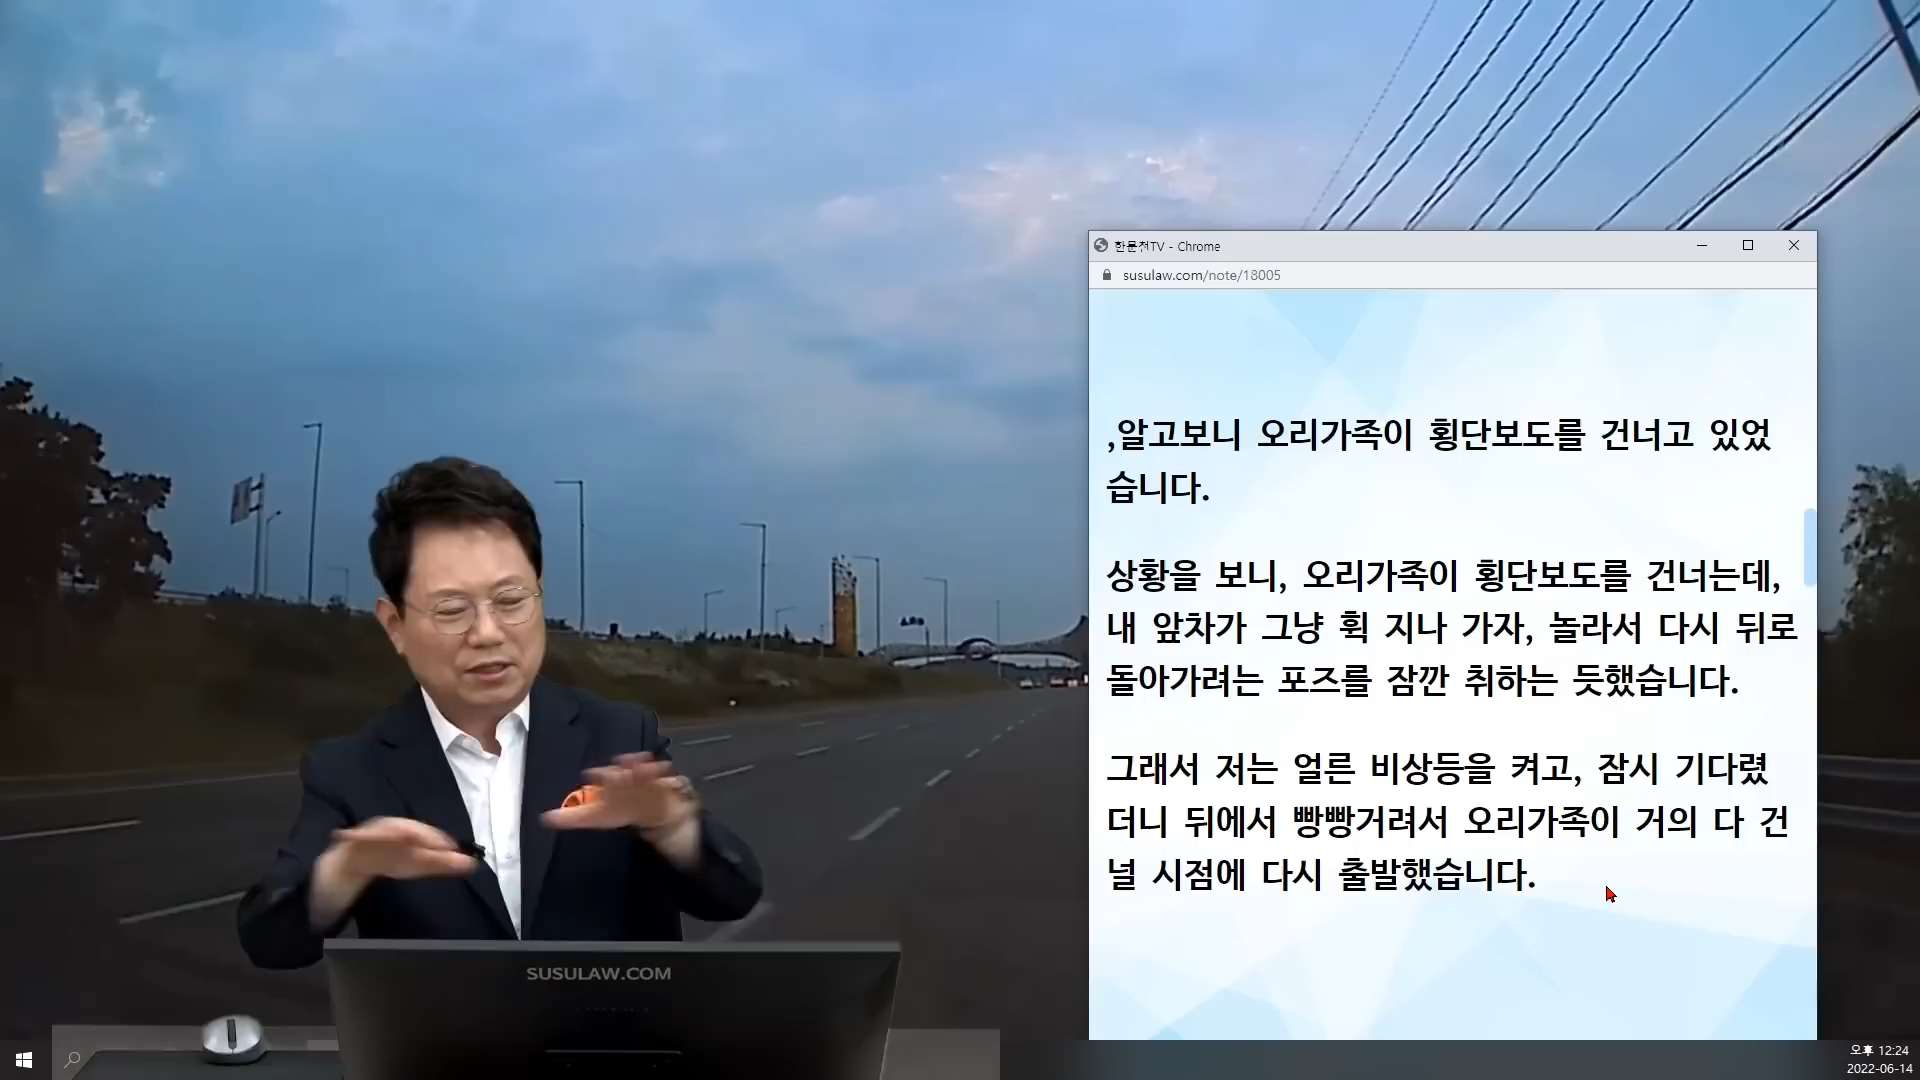 한문철TV - Chrome
susulaw.com/note/18005
,알고보니 오리가족이 횡단보도를 건너고 있었
습니다.
상황을 보니, 오리가족이 횡단보도를 건너는데,
내 앞차가 그냥 휙 지나 가자, 놀라서 다시 뒤로
돌아가려는 포즈를 잠깐 취하는 듯했습니다.
그래서 저는 얼른 비상등을 켜고, 잠시 기다렸
더니 뒤에서 빵빵거려서 오리가족이 거의 다 건
널 시점에 다시 출발했습니다.
SUSULAW.COM
오후 12:24
2022-06-14